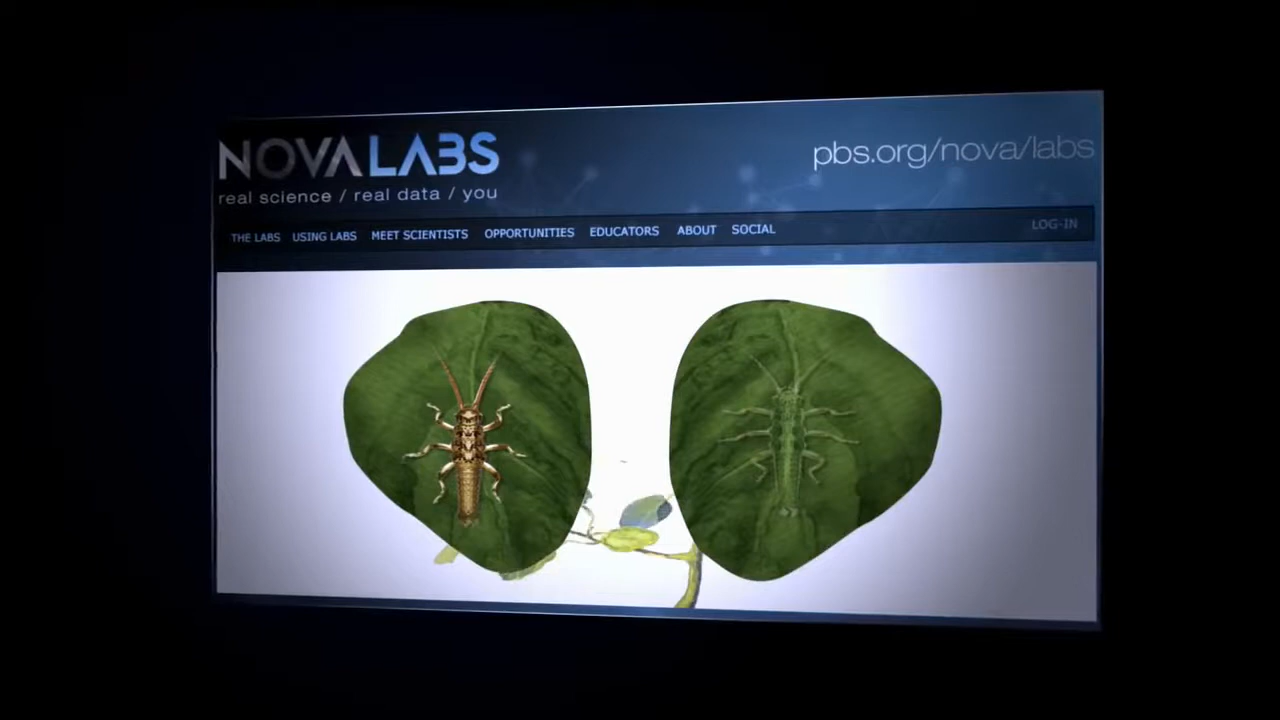 NOVALABS
pbs.org/nova/labs
real science / real data / you
THE LABS USING LABS MEET SCIENTISTS OPPORTUNITIES EDUCATORS ABOUT SOCIAL LOG-IN